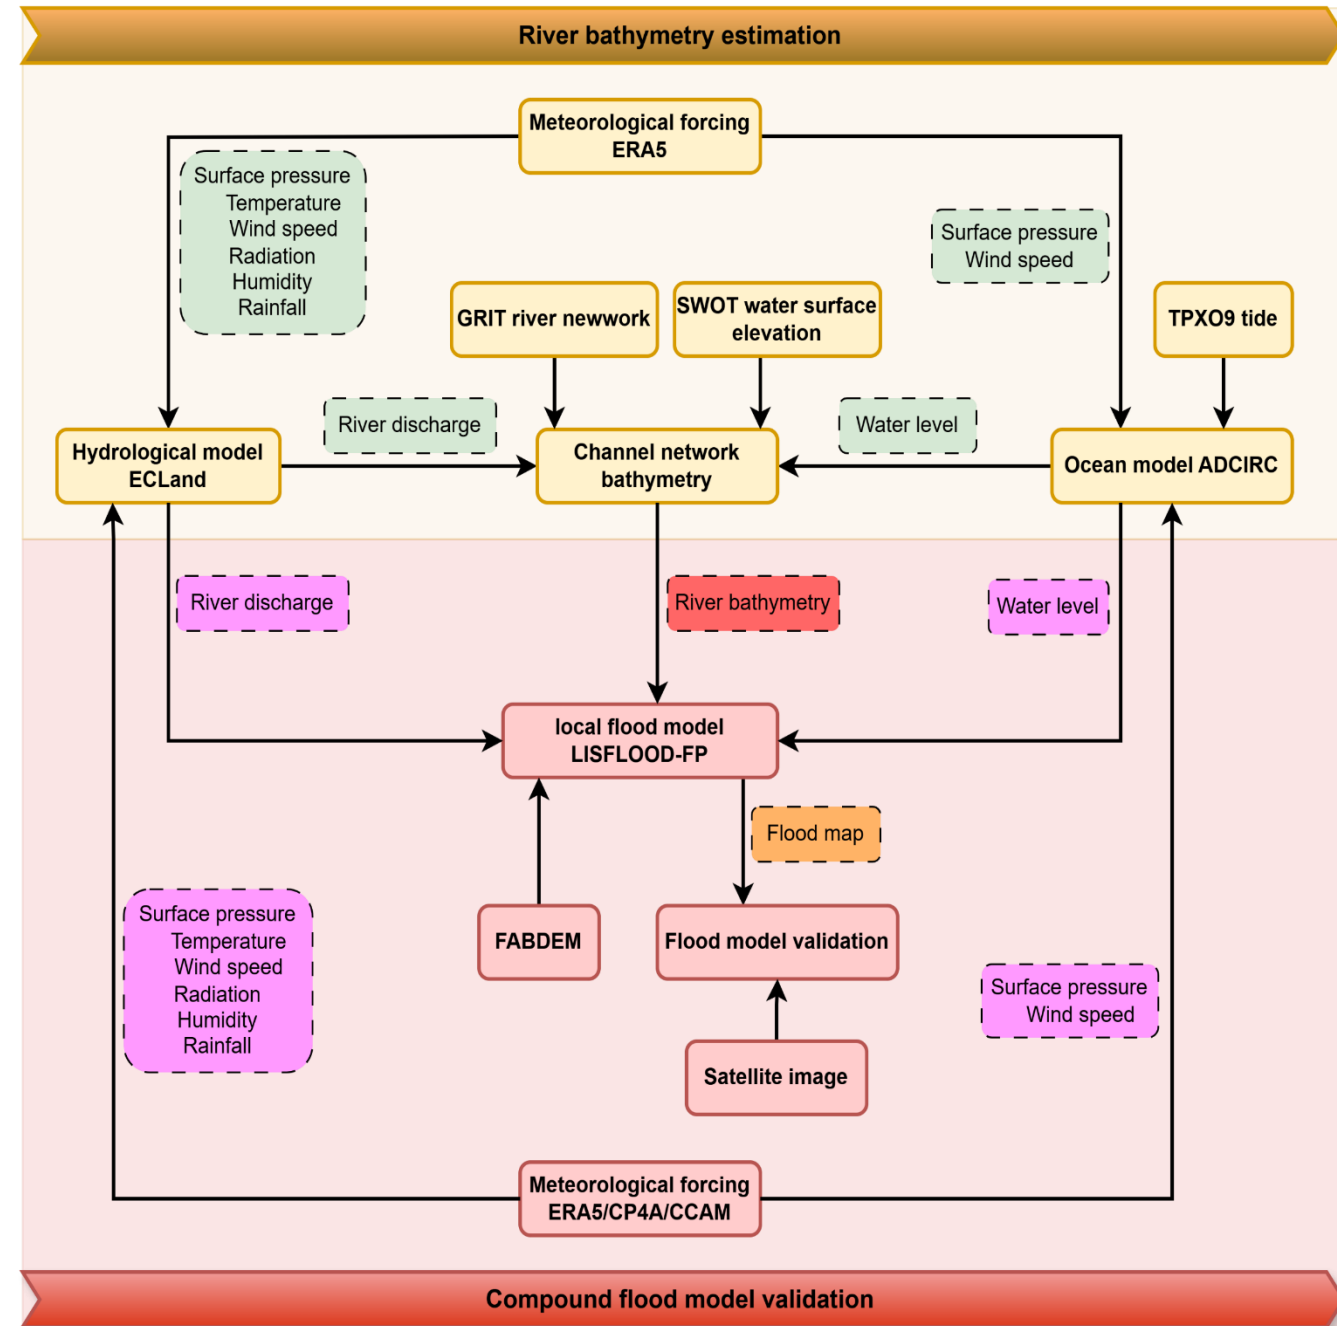 River bathymetry estimation
Meteorological forcing
ERA5
Surface pressure
Temperature
Wind speed
Radiation
Humidity
Rainfall
Surface pressure
Wind speed
GRIT river newwork
SWOT water surface
elevation
TPXO9 tide
River discharge
Water level
Hydrological model
ECLand
Channel network
bathymetry
Ocean model ADCIRC
River discharge
River bathymetry
Water level
local flood model
LISFLOOD-FP
Flood map
Surface pressure
Temperature
Wind speed
Radiation
Humidity
Rainfall
FABDEM
Flood model validation
Surface pressure
Wind speed
Satellite image
Meteorological forcing
ERA5/CP4A/CCAM
Compound flood model validation